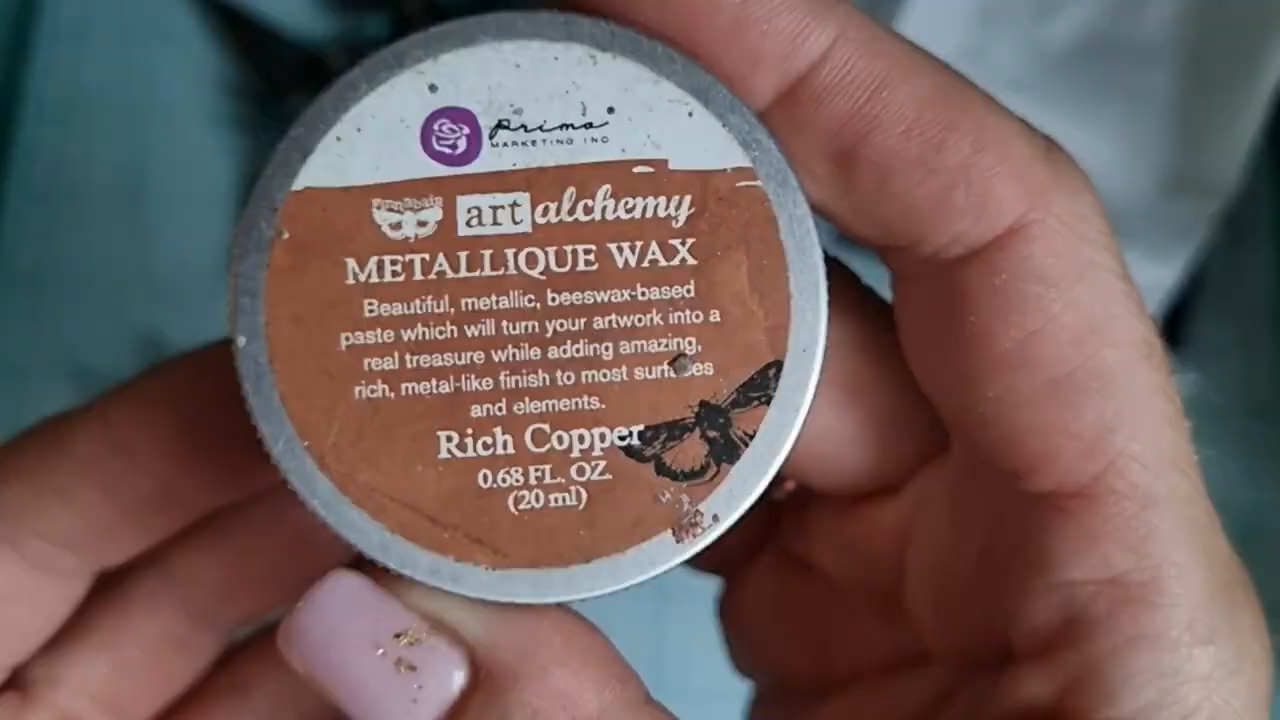 Prima
MARKETING INC
Finnabair
art alchemy
METALLIQUE WAX
Beautiful, metallic, beeswax-based
paste which will turn your artwork into a
real treasure while adding amazing,
rich, metal-like finish to most surfaces
and elements.
Rich Copper
0.68 FL. OZ.
(20 ml)